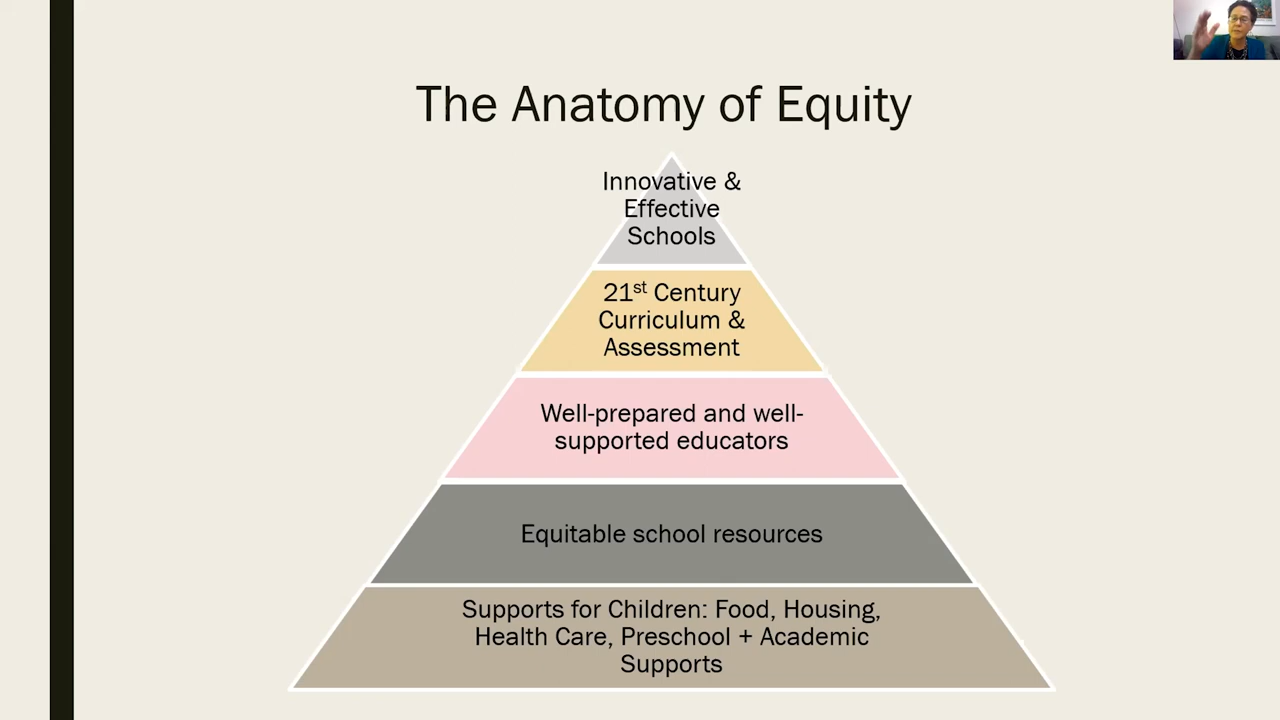 The Anatomy of Equity
Innovative &
Effective
Schools
21st Century
Curriculum &
Assessment
Well-prepared and well-
supported educators
Equitable school resources
Supports for Children: Food, Housing,
Health Care, Preschool + Academic
Supports